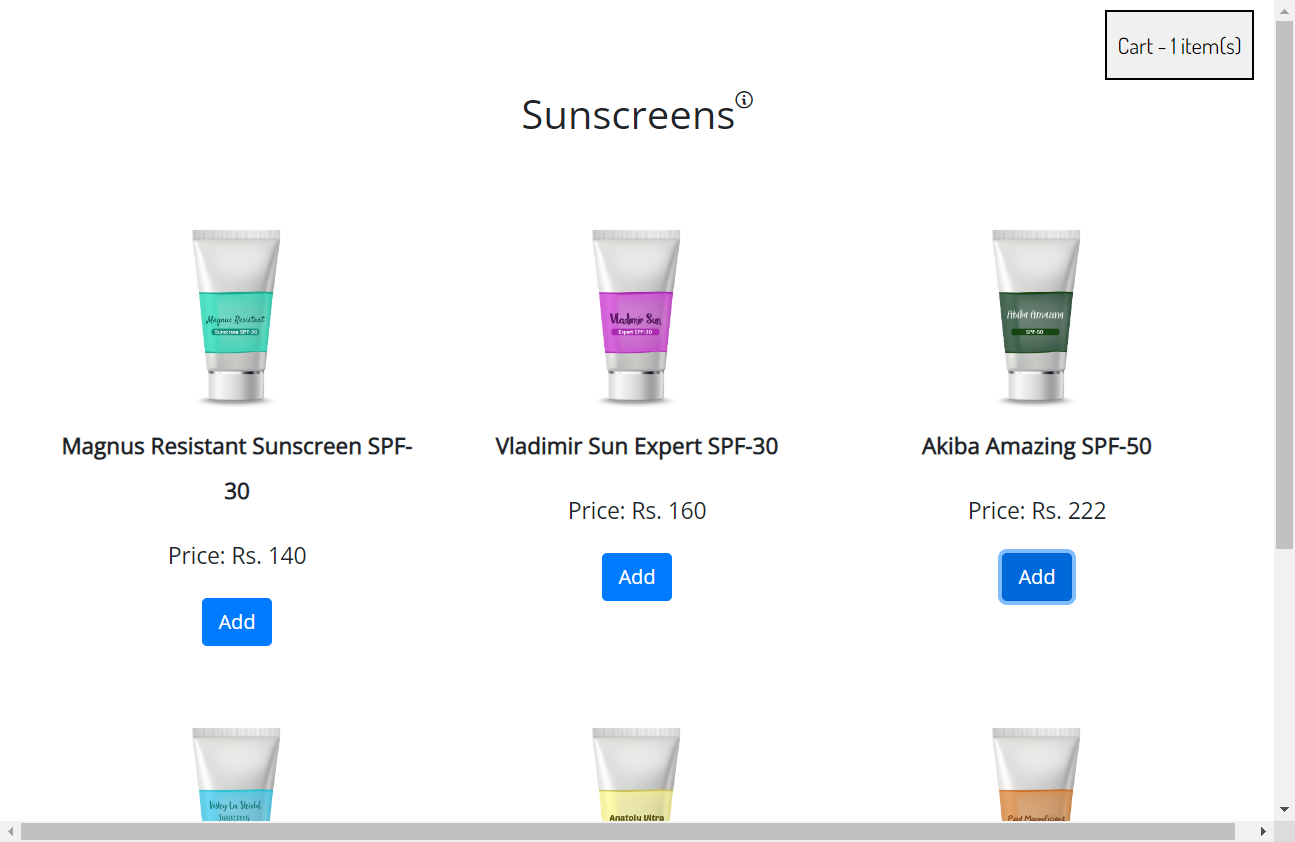 Cart - 1 item(s)
Sunscreens
Magnus Resistant
Sunscreen SPF-30
Vladimir Sun
Expert SPF-30
Akiba Amazing
SPF-50
Magnus Resistant Sunscreen SPF-
30
Price: Rs. 140
Add
Vladimir Sun Expert SPF-30
Price: Rs. 160
Add
Akiba Amazing SPF-50
Price: Rs. 222
Add
Vishy La Shield
Sunscreen
Anatoly Ultra
Paul Magnificient